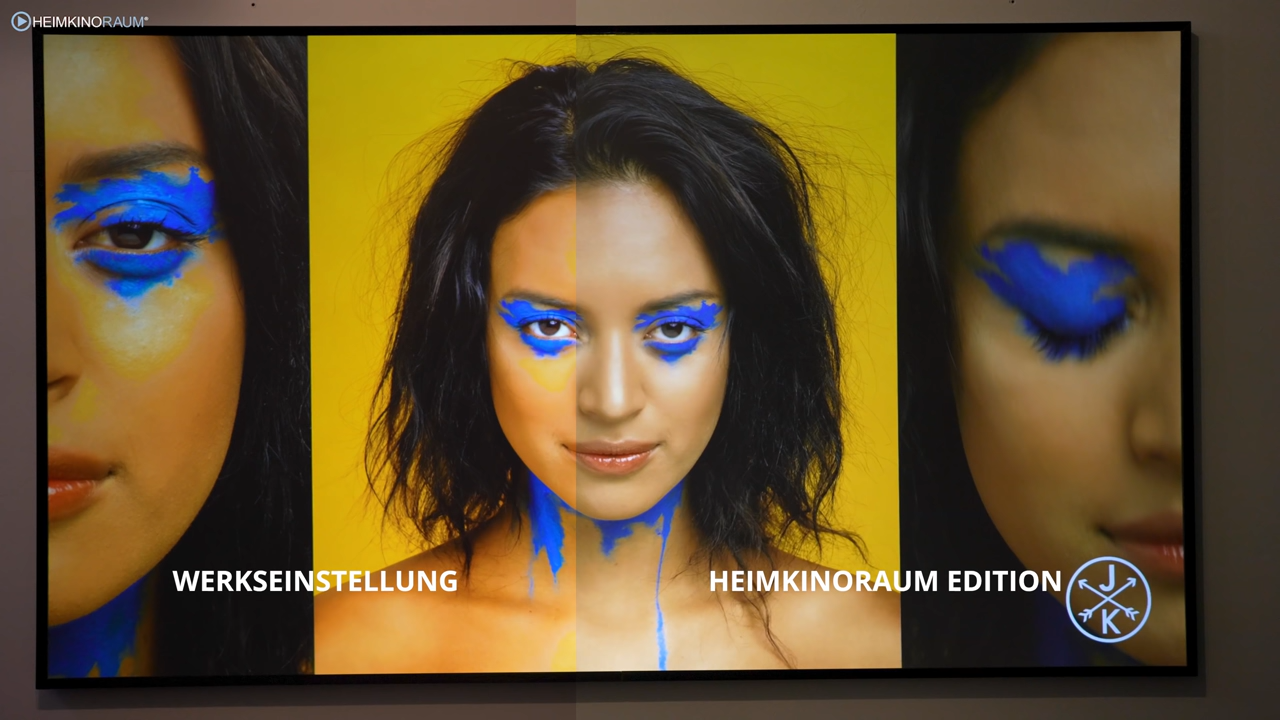 HEIMKINORAUM*
WERKSEINSTELLUNG
HEIMKINORAUM EDITION
J
K